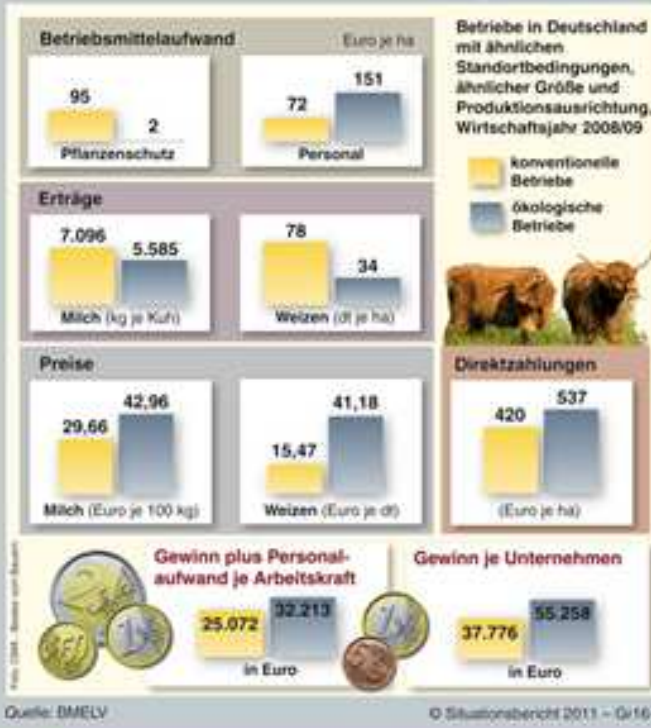 Betriebsmittelaufwand
Euro je ha
95
2
Pflanzenschutz
72
151
Personal
Betriebe in Deutschland
mit ähnlichen
Standortbedingungen,
ähnlicher Größe und
Produktionsausrichtung,
Wirtschaftsjahr 2008/09
konventionelle
Betriebe
ökologische
Betriebe
Erträge
7.096
5.585
Milch (kg je Kuh)
78
34
Weizen (dt je ha)
Preise
29,66
42,96
Milch (Euro je 100 kg)
15,47
41,18
Weizen (Euro je dt)
Direktzahlungen
420
537
(Euro je ha)
Gewinn plus Personal-
aufwand je Arbeitskraft
25.072
32.213
in Euro
Gewinn je Unternehmen
37.776
55.258
in Euro
Quelle: BMELV
© Situationsbericht 2011 – Gr16